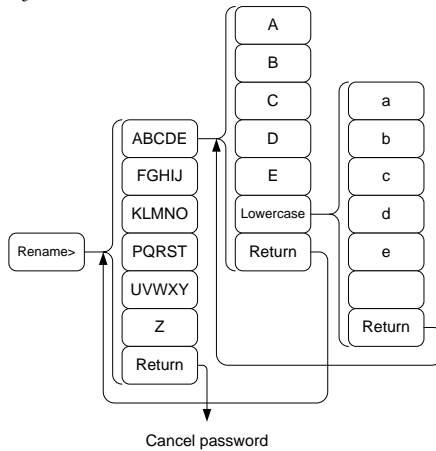 Rename>
ABCDE
FGHIJ
KLMNO
PQRST
UVWXY
Z
Return
A
B
C
D
E
Lowercase
Return
a
b
c
d
e
Return
Cancel password